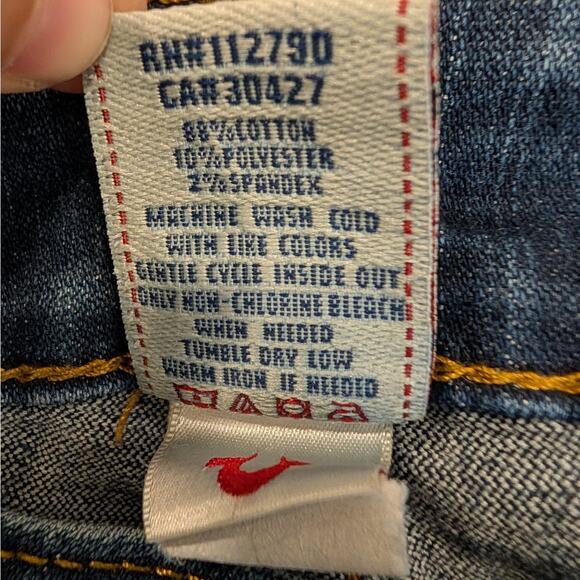 RN#112790
CA#30427
88%COTTON
10%POLYESTER
2%SPANDEX
MACHINE WASH COLD
WITH LIKE COLORS
GENTLE CYCLE INSIDE OUT
ONLY NON-CHLORINE BLEACH
WHEN NEEDED
TUMBLE DRY LOW
WARM IRON IF NEEDED